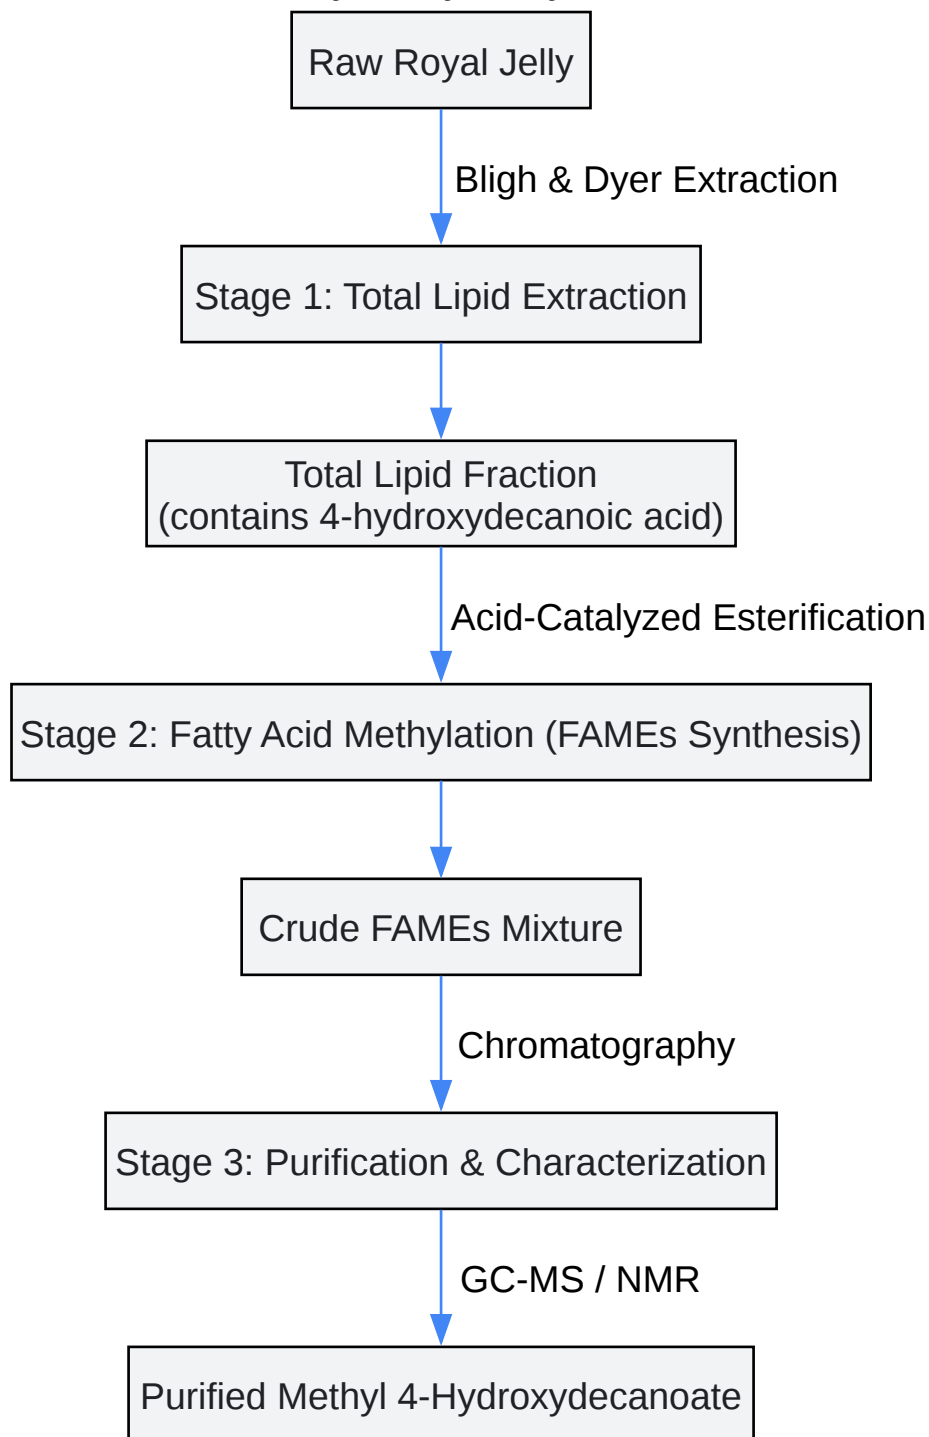 Raw Royal Jelly
Bligh & Dyer Extraction
Stage 1: Total Lipid Extraction
Total Lipid Fraction
(contains 4-hydroxydecanoic acid)
Acid-Catalyzed Esterification
Stage 2: Fatty Acid Methylation (FAMEs Synthesis)
Crude FAMEs Mixture
Chromatography
Stage 3: Purification & Characterization
GC-MS / NMR
Purified Methyl 4-Hydroxydecanoate